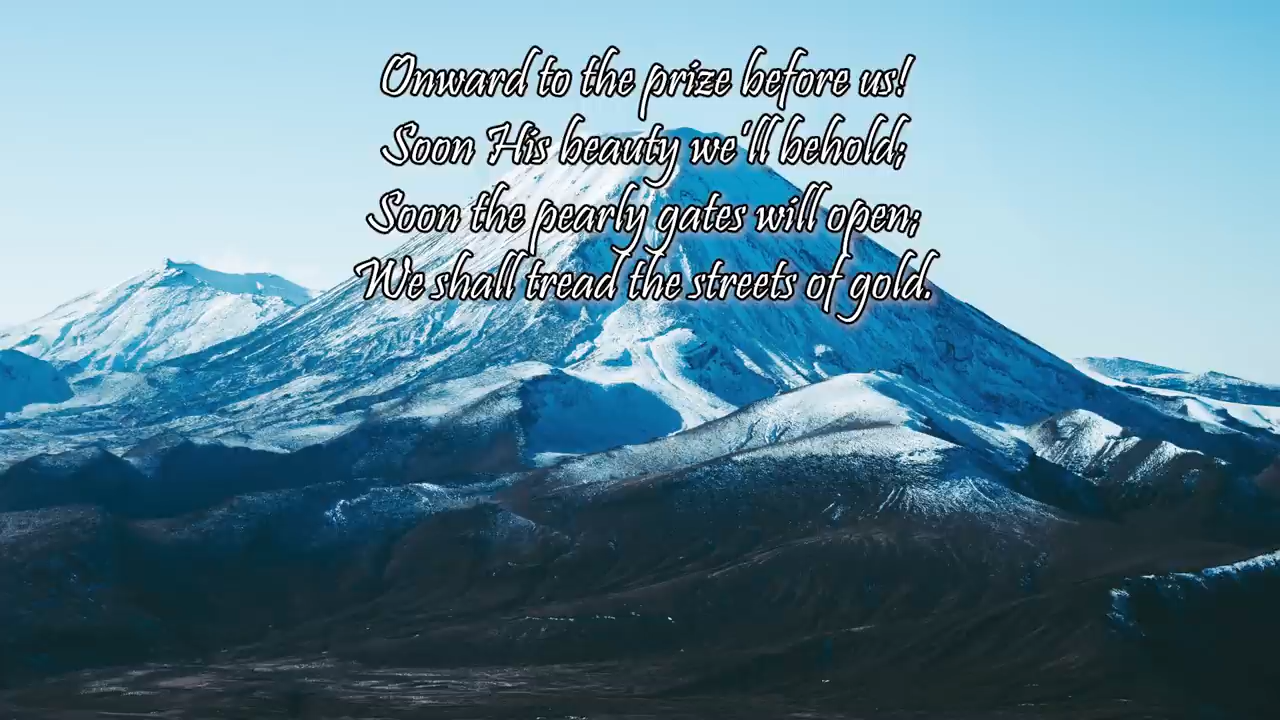 Onward to the prize before us!
Soon His beauty we'll behold;
Soon the pearly gates will open;
We shall tread the streets of gold.